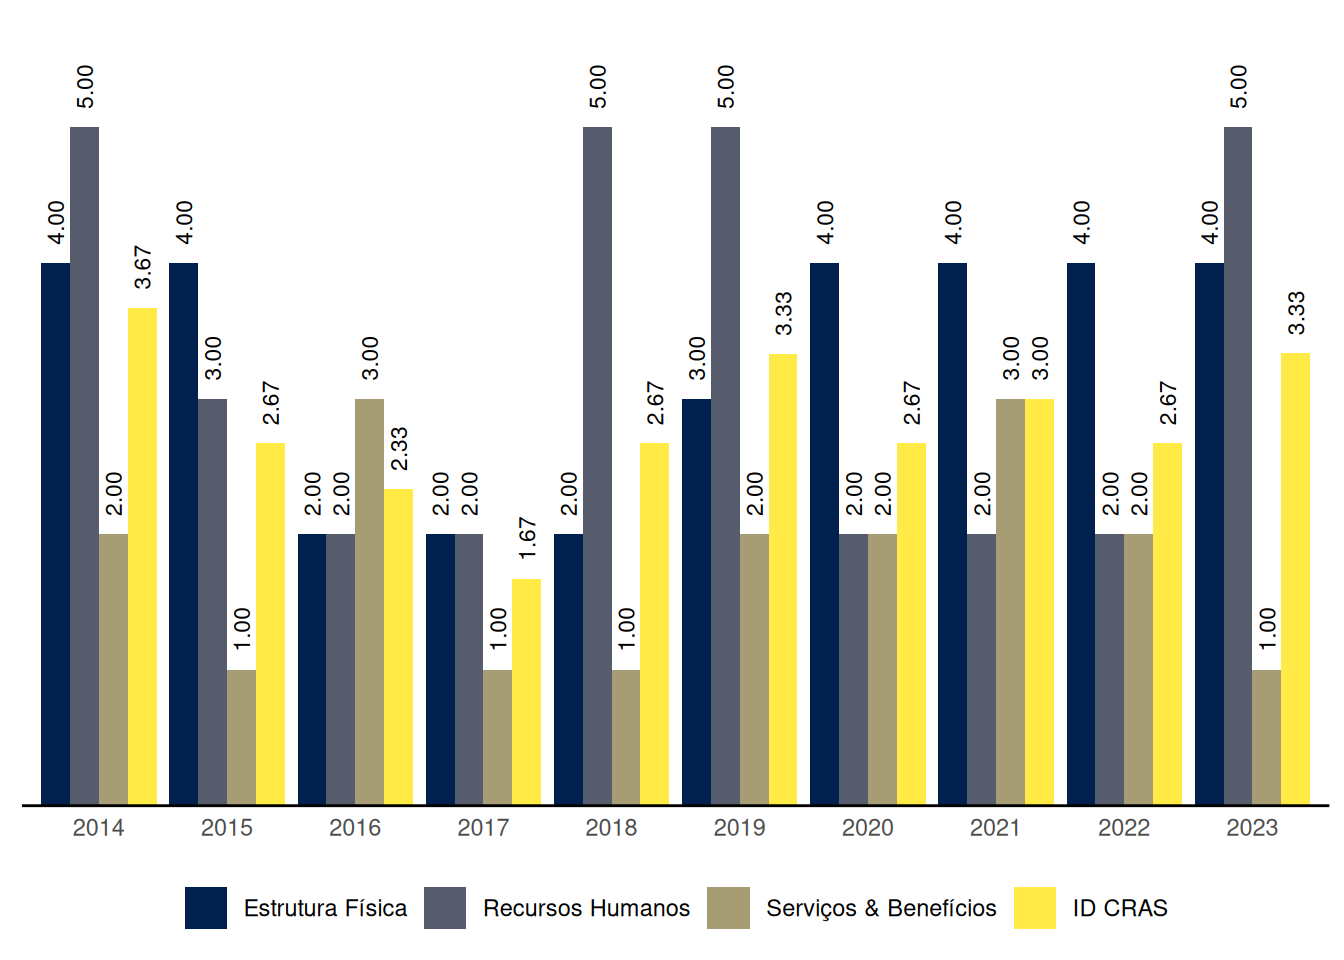 4.00 5.00 2.00 3.67
4.00 3.00 1.00 2.67
2.00 2.00 3.00 2.33
2.00 2.00 1.00 1.67
2.00 5.00 1.00 2.67
3.00 5.00 2.00 3.33
4.00 2.00 2.00 2.67
4.00 2.00 3.00 3.00
4.00 2.00 2.00 2.67
4.00 5.00 1.00 3.33
2014 2015 2016 2017 2018 2019 2020 2021 2022 2023
Estrutura Física Recursos Humanos Serviços & Benefícios ID CRAS